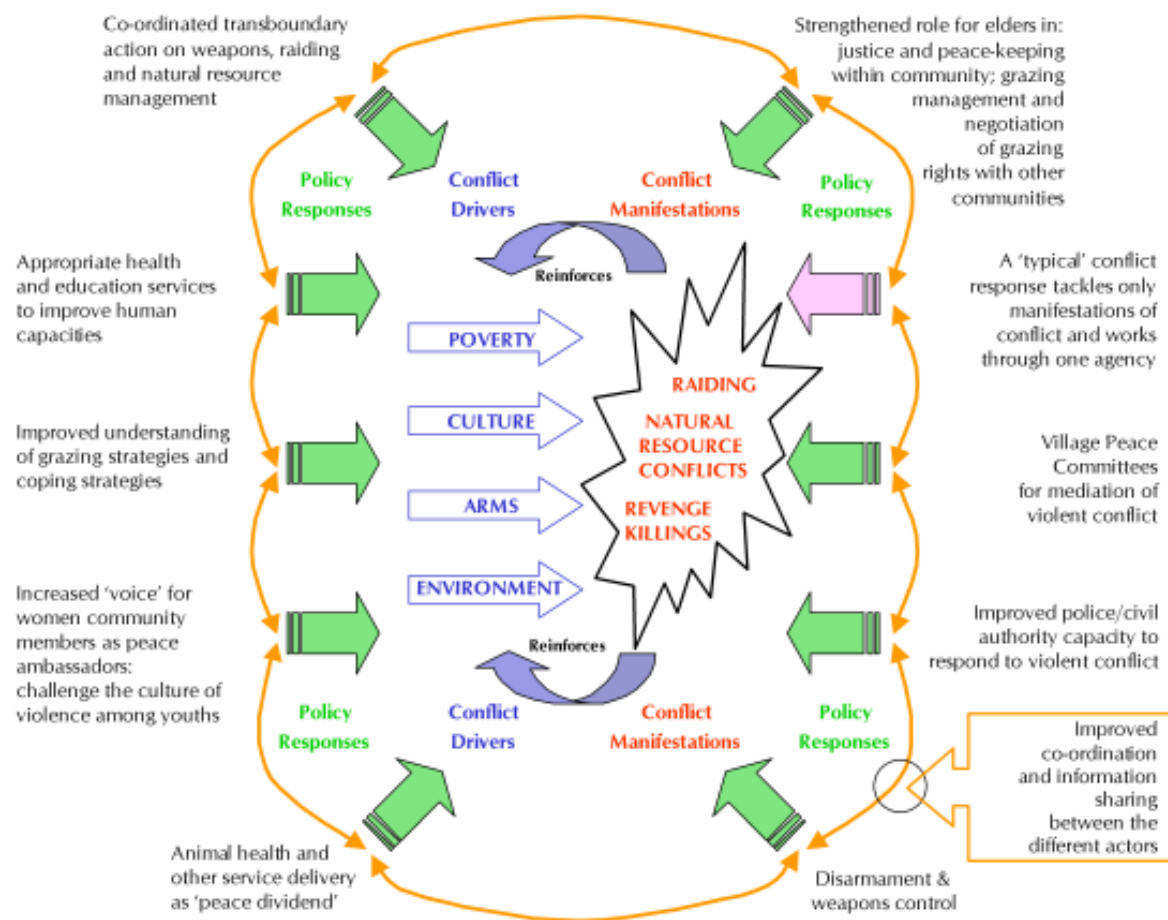 Co-ordinated transboundary
action on weapons, raiding
and natural resource
management
Strengthened role for elders in:
justice and peace-keeping
within community; grazing
management and
negotiation
of grazing
rights with other
communities
Policy
Responses
Conflict
Drivers
Conflict
Manifestations
Policy
Responses
Appropriate health
and education services
to improve human
capacities
Reinforces
A ‘typical’ conflict
response tackles only
manifestations of
conflict and works
through one agency
POVERTY
CULTURE
ARMS
ENVIRONMENT
RAIDING
NATURAL
RESOURCE
CONFLICTS
REVENGE
KILLINGS
Improved understanding
of grazing strategies and
coping strategies
Village Peace
Committees
for mediation of
violent conflict
Increased ‘voice’ for
women community
members as peace
ambassadors:
challenge the culture of
violence among youths
Improved police/civil
authority capacity to
respond to violent conflict
Reinforces
Policy
Responses
Conflict
Drivers
Conflict
Manifestations
Policy
Responses
Improved
co-ordination
and information
sharing
between the
different actors
Animal health and
other service delivery
as ‘peace dividend’
Disarmament &
weapons control